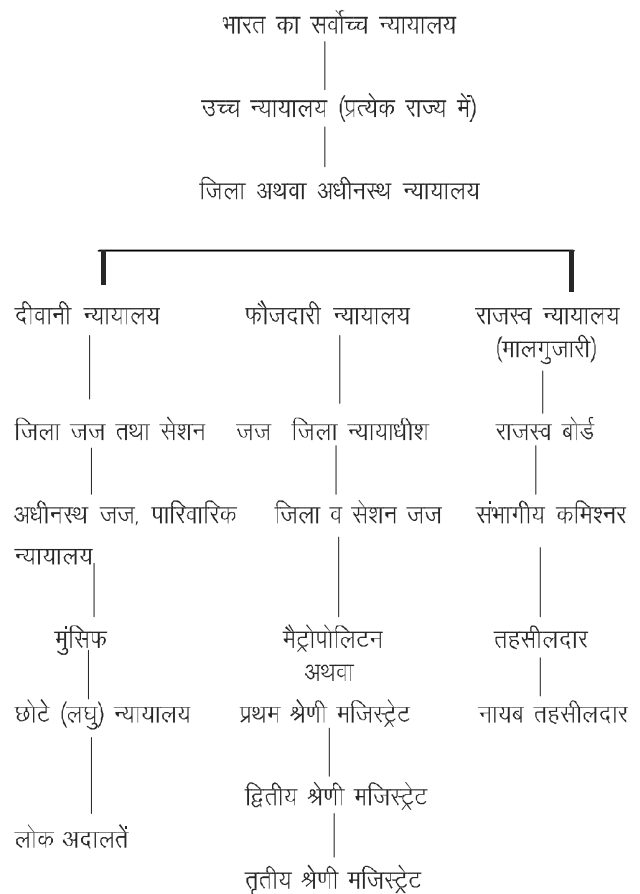 भारत का सर्वोच्च न्यायालय
उच्च न्यायालय (प्रत्येक राज्य में)
जिला अथवा अधीनस्थ न्यायालय
दीवानी न्यायालय फौजदारी न्यायालय राजस्व न्यायालय
(मालगुजारी)
जिला जज तथा सेशन जज जिला न्यायाधीश राजस्व बोर्ड
अधीनस्थ जज, पारिवारिक जिला व सेशन जज संभागीय कमिश्नर
न्यायालय
मुंसिफ मैट्रोपोलिटन तहसीलदार
अथवा
छोटे (लघु) न्यायालय प्रथम श्रेणी मजिस्ट्रेट नायब तहसीलदार
द्वितीय श्रेणी मजिस्ट्रेट
लोक अदालतें
तृतीय श्रेणी मजिस्ट्रेट